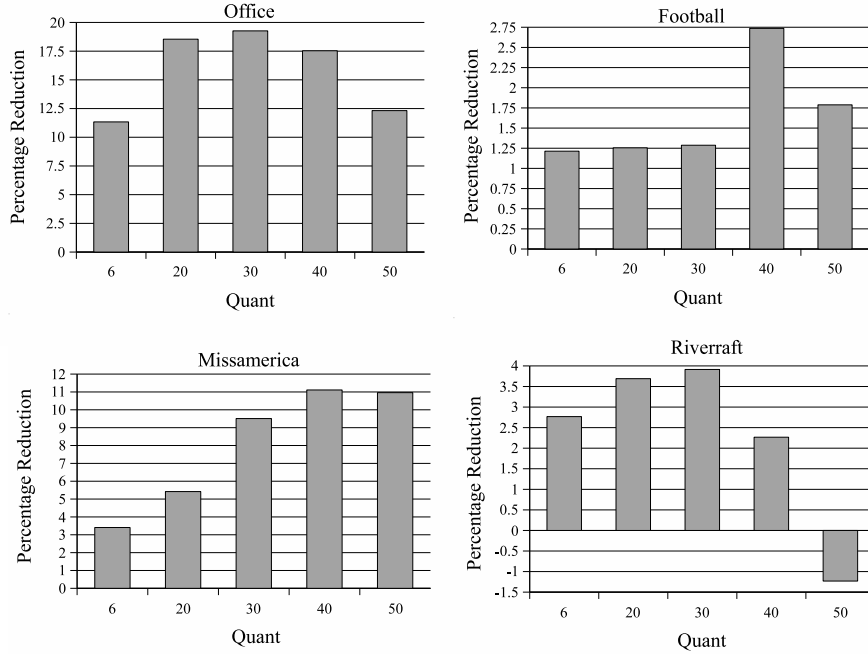 Office
Percentage Reduction
20
17.5
15
12.5
10
7.5
5
2.5
0
6 20 30 40 50
Quant
Football
Percentage Reduction
2.75
2.5
2.25
2
1.75
1.5
1.25
1
0.75
0.5
0.25
0
6 20 30 40 50
Quant
Missamerica
Percentage Reduction
12
11
10
9
8
7
6
5
4
3
2
1
0
6 20 30 40 50
Quant
Riverraft
Percentage Reduction
4
3.5
3
2.5
2
1.5
1
0.5
0
-0.5
-1
-1.5
6 20 30 40 50
Quant